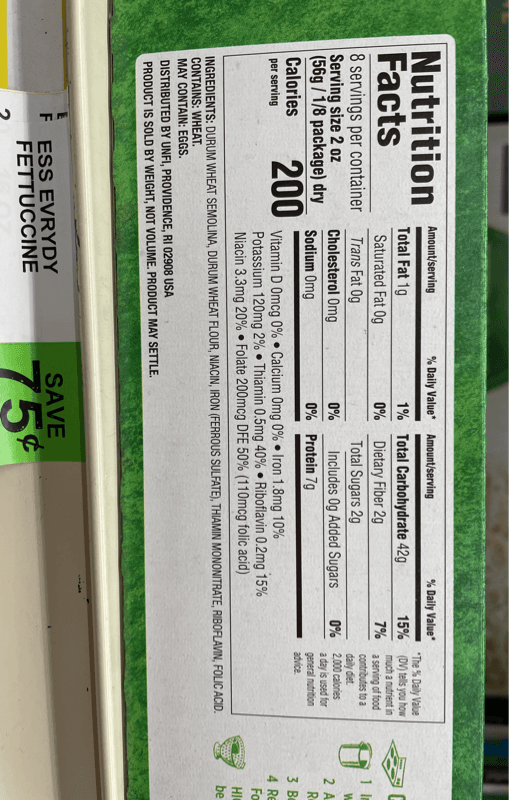 Nutrition
Facts
8 servings per container
Serving size 2 oz
(56g / 1/8 package) dry
Calories 200
per serving
Amount/serving % Daily Value*
Total Fat 1g 1%
Saturated Fat 0g 0%
Trans Fat 0g
Cholesterol 0mg 0%
Sodium 0mg 0%
Amount/serving % Daily Value*
Total Carbohydrate 42g 15%
Dietary Fiber 2g 7%
Total Sugars 2g
Includes 0g Added Sugars 0%
Protein 7g
Vitamin D 0mcg 0% • Calcium 0mg 0% • Iron 1.8mg 10%
Potassium 120mg 2% • Thiamin 0.5mg 40% • Riboflavin 0.2mg 15%
Niacin 3.3mg 20% • Folate 200mcg DFE 50% (110mcg folic acid)
*The % Daily Value
(DV) tells you how
much a nutrient in
a serving of food
contributes to a
daily diet.
2,000 calories
a day is used for
general nutrition
advice.
INGREDIENTS: DURUM WHEAT SEMOLINA, DURUM WHEAT FLOUR, NIACIN, IRON (FERROUS SULFATE), THIAMIN MONONITRATE, RIBOFLAVIN, FOLIC ACID.
CONTAINS: WHEAT.
MAY CONTAIN: EGGS.
DISTRIBUTED BY UNFI, PROVIDENCE, RI 02908 USA
PRODUCT IS SOLD BY WEIGHT, NOT VOLUME. PRODUCT MAY SETTLE.
1
2 A
3 B
4 Re
Fo
be
ESS EVRYDY
FETTUCCINE
SAVE
75¢